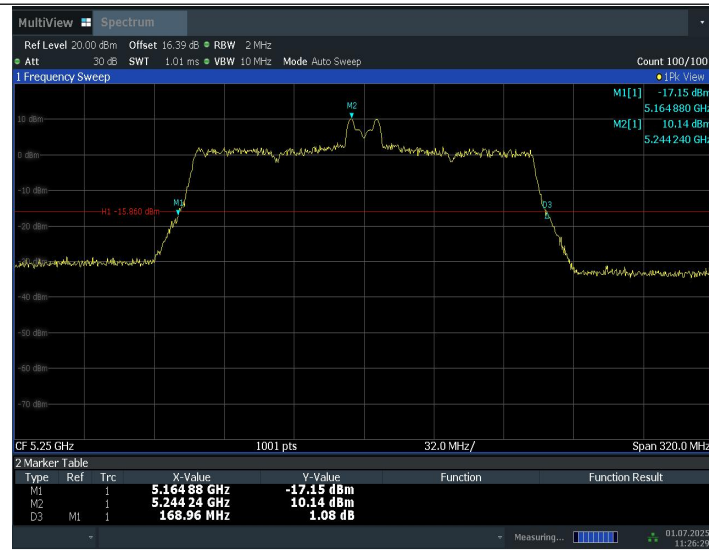 MultiView Spectrum
Ref Level 20.00 dBm Offset 16.39 dB RBW 2 MHz
Att 30 dB SWT 1.01 ms VBW 10 MHz Mode Auto Sweep Count 100/100
1 Frequency Sweep 1Pk View
M1[1] -17.15 dBm
5.164 880 GHz
M2[1] 10.14 dBm
5.244 240 GHz
M2
10 dBm
0 dBm
-10 dBm
M1
H1 -15.860 dBm
D3
-20 dBm
-30 dBm
-40 dBm
-50 dBm
-60 dBm
-70 dBm
CF 5.25 GHz 1001 pts 32.0 MHz/ Span 320.0 MHz
2 Marker Table
Type Ref Trc X-Value Y-Value Function Function Result
M1 1 5.164 88 GHz -17.15 dBm
M2 1 5.244 24 GHz 10.14 dBm
D3 M1 1 168.96 MHz 1.08 dB
Measuring... 01.07.2025
11:26:29